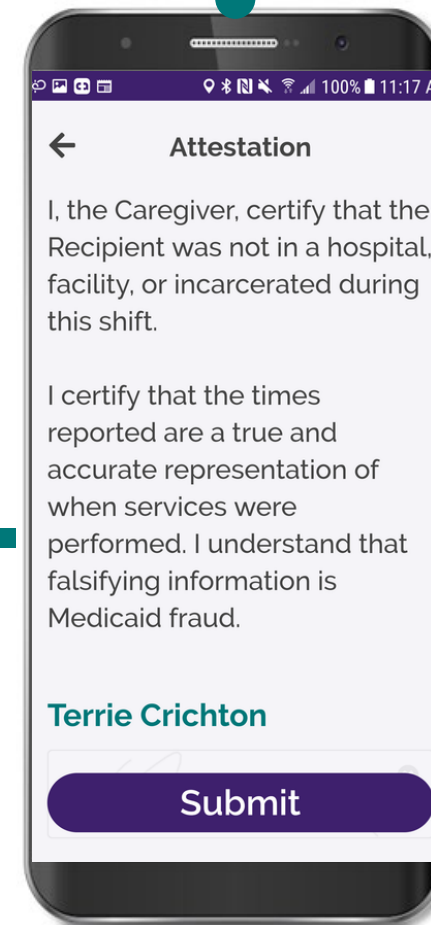 100% 11:17 A
Attestation
I, the Caregiver, certify that the
Recipient was not in a hospital,
facility, or incarcerated during
this shift.
I certify that the times
reported are a true and
accurate representation of
when services were
performed. I understand that
falsifying information is
Medicaid fraud.
Terrie Crichton
Submit